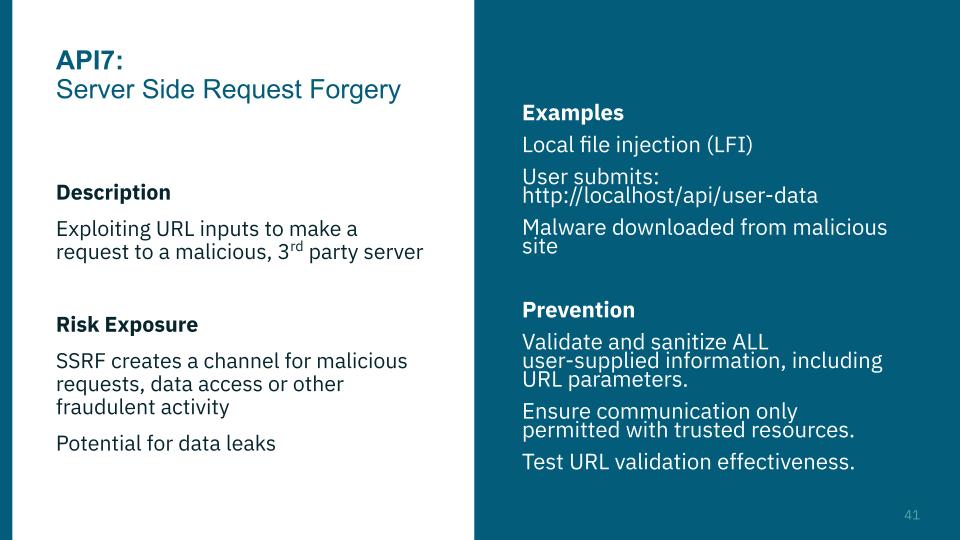 API7:
Server Side Request Forgery
Description
Exploiting URL inputs to make a
request to a malicious, 3rd party server
Risk Exposure
SSRF creates a channel for malicious
requests, data access or other
fraudulent activity
Potential for data leaks
Examples
Local file injection (LFI)
User submits:
http://localhost/api/user-data
Malware downloaded from malicious
site
Prevention
Validate and sanitize ALL
user-supplied information, including
URL parameters.
Ensure communication only
permitted with trusted resources.
Test URL validation effectiveness.
41